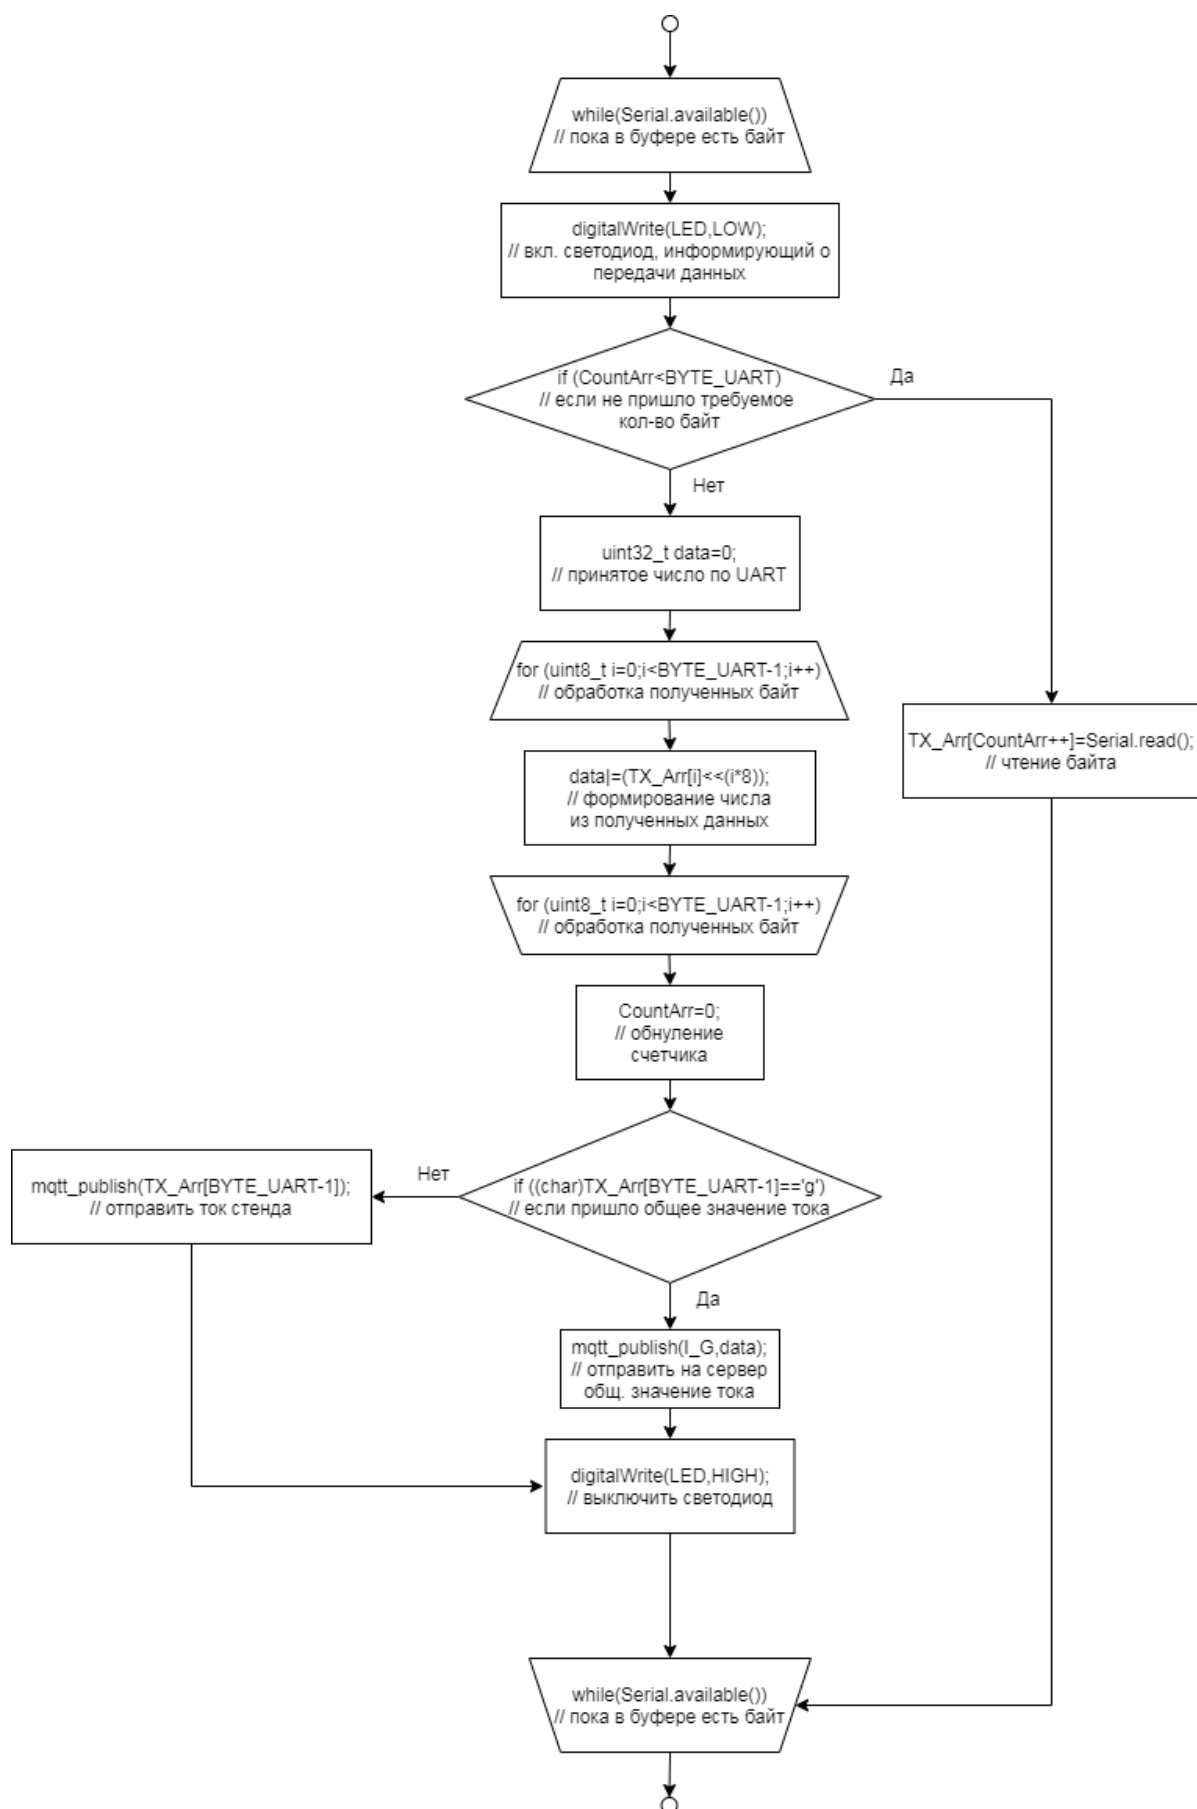 while(Serial.available())
// пока в буфере есть байт
digitalWrite(LED,LOW);
// вкл. светодиод, информирующий о
передачи данных
if (CountArr<BYTE_UART)
// если не пришло требуемое
кол-во байт
Да
Нет
uint32_t data=0;
// принятое число по UART
for (uint8_t i=0;i<BYTE_UART-1;i++)
// обработка полученных байт
TX_Arr[CountArr++]=Serial.read();
// чтение байта
data|=(TX_Arr[i]<<(i*8));
// формирование числа
из полученных данных
for (uint8_t i=0;i<BYTE_UART-1;i++)
// обработка полученных байт
CountArr=0;
// обнуление
счетчика
if ((char)TX_Arr[BYTE_UART-1]=='g')
// если пришло общее значение тока
Нет
mqtt_publish(TX_Arr[BYTE_UART-1]);
// отправить ток стенда
Да
mqtt_publish(I_G,data);
// отправить на сервер
общ. значение тока
digitalWrite(LED,HIGH);
// выключить светодиод
while(Serial.available())
// пока в буфере есть байт